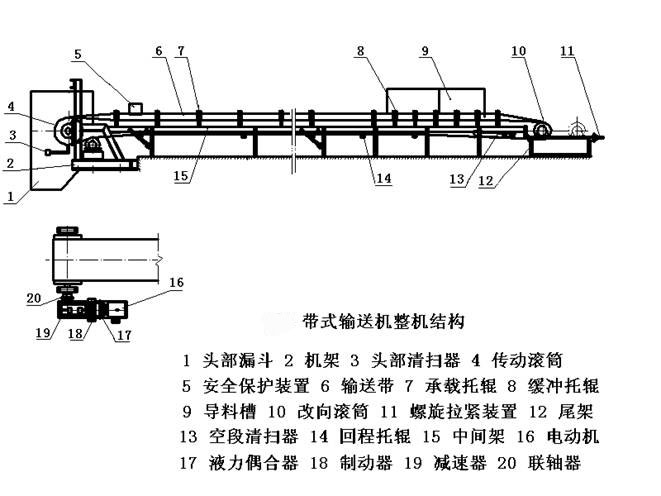 5 6 7 8 9 10 11
4
3
2
1
15 14 13 12
16
20
19 18 17
带式输送机整机结构
1 头部漏斗 2 机架 3 头部清扫器 4 传动滚筒
5 安全保护装置 6 输送带 7 承载托辊 8 缓冲托辊
9 导料槽 10 改向滚筒 11 螺旋拉紧装置 12 尾架
13 空段清扫器 14 回程托辊 15 中间架 16 电动机
17 液力偶合器 18 制动器 19 减速器 20 联轴器